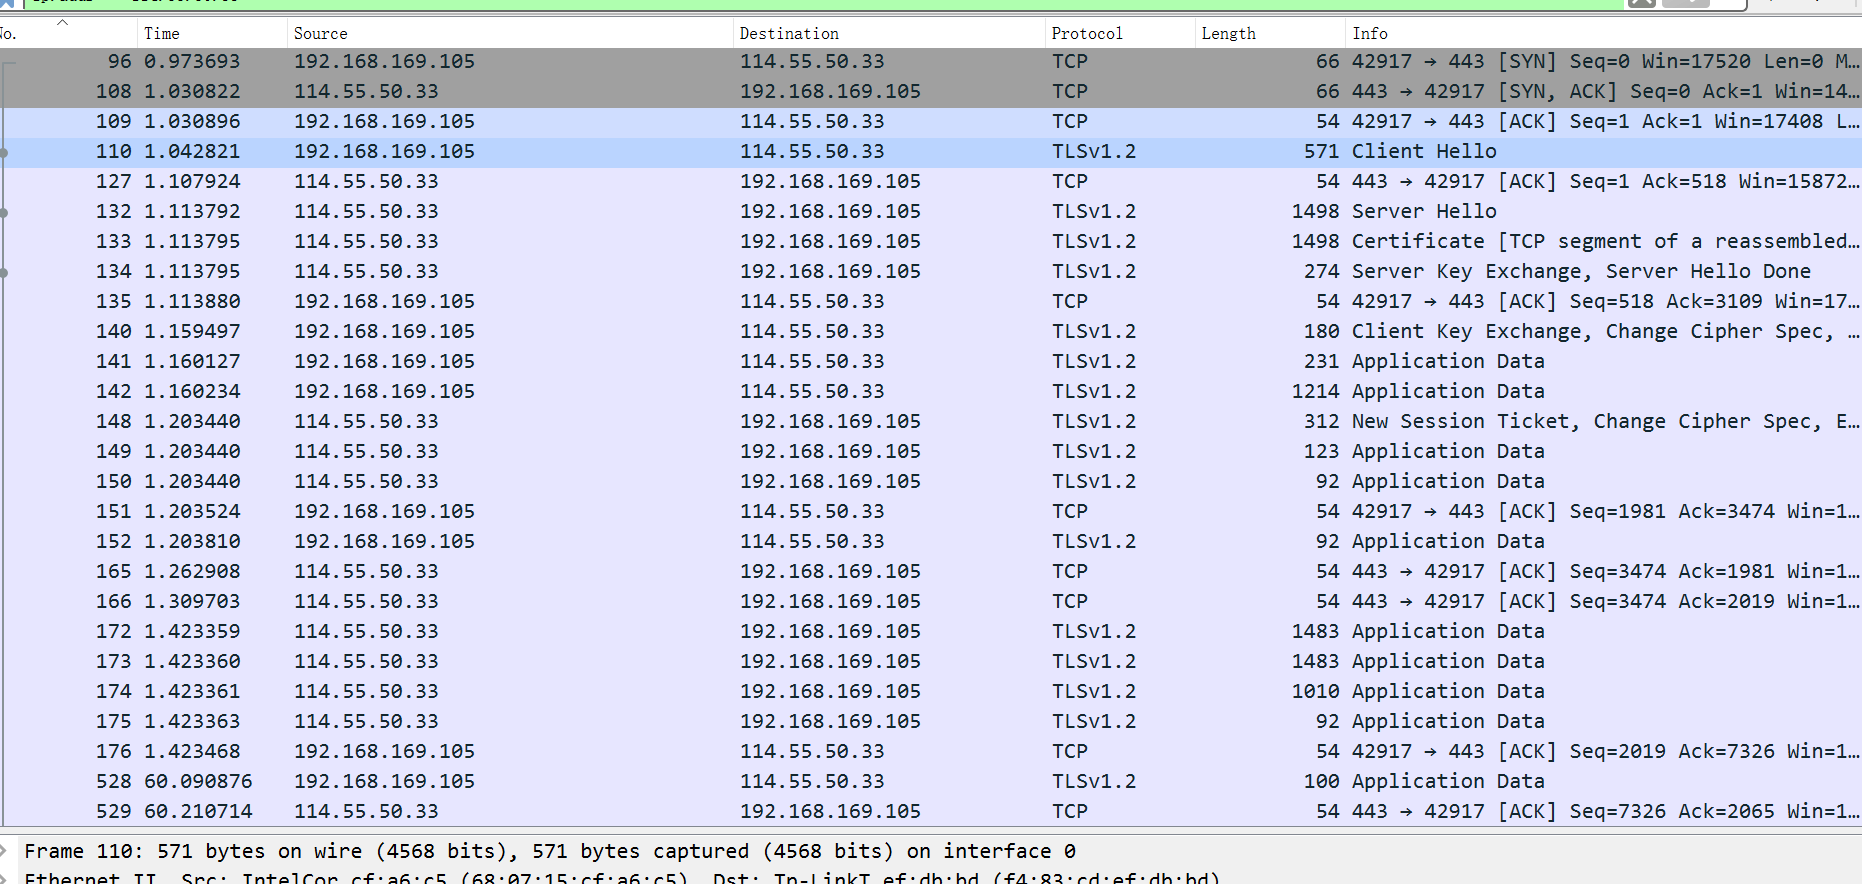 No. Time Source Destination Protocol Length Info
96 0.973693 192.168.169.105 114.55.50.33 TCP 66 42917 → 443 [SYN] Seq=0 Win=17520 Len=0 M…
108 1.030822 114.55.50.33 192.168.169.105 TCP 66 443 → 42917 [SYN, ACK] Seq=0 Ack=1 Win=14…
109 1.030896 192.168.169.105 114.55.50.33 TCP 54 42917 → 443 [ACK] Seq=1 Ack=1 Win=17408 L…
110 1.042821 192.168.169.105 114.55.50.33 TLSv1.2 571 Client Hello
127 1.107924 114.55.50.33 192.168.169.105 TCP 54 443 → 42917 [ACK] Seq=1 Ack=518 Win=15872…
132 1.113792 114.55.50.33 192.168.169.105 TLSv1.2 1498 Server Hello
133 1.113795 114.55.50.33 192.168.169.105 TLSv1.2 1498 Certificate [TCP segment of a reassembled…
134 1.113795 114.55.50.33 192.168.169.105 TLSv1.2 274 Server Key Exchange, Server Hello Done
135 1.113880 192.168.169.105 114.55.50.33 TCP 54 42917 → 443 [ACK] Seq=518 Ack=3109 Win=17…
140 1.159497 192.168.169.105 114.55.50.33 TLSv1.2 180 Client Key Exchange, Change Cipher Spec, …
141 1.160127 192.168.169.105 114.55.50.33 TLSv1.2 231 Application Data
142 1.160234 192.168.169.105 114.55.50.33 TLSv1.2 1214 Application Data
148 1.203440 114.55.50.33 192.168.169.105 TLSv1.2 312 New Session Ticket, Change Cipher Spec, E…
149 1.203440 114.55.50.33 192.168.169.105 TLSv1.2 123 Application Data
150 1.203440 114.55.50.33 192.168.169.105 TLSv1.2 92 Application Data
151 1.203524 192.168.169.105 114.55.50.33 TCP 54 42917 → 443 [ACK] Seq=1981 Ack=3474 Win=1…
152 1.203810 192.168.169.105 114.55.50.33 TLSv1.2 92 Application Data
165 1.262908 114.55.50.33 192.168.169.105 TCP 54 443 → 42917 [ACK] Seq=3474 Ack=1981 Win=1…
166 1.309703 114.55.50.33 192.168.169.105 TCP 54 443 → 42917 [ACK] Seq=3474 Ack=2019 Win=1…
172 1.423359 114.55.50.33 192.168.169.105 TLSv1.2 1483 Application Data
173 1.423360 114.55.50.33 192.168.169.105 TLSv1.2 1483 Application Data
174 1.423361 114.55.50.33 192.168.169.105 TLSv1.2 1010 Application Data
175 1.423363 114.55.50.33 192.168.169.105 TLSv1.2 92 Application Data
176 1.423468 192.168.169.105 114.55.50.33 TCP 54 42917 → 443 [ACK] Seq=2019 Ack=7326 Win=1…
528 60.090876 192.168.169.105 114.55.50.33 TLSv1.2 100 Application Data
529 60.210714 114.55.50.33 192.168.169.105 TCP 54 443 → 42917 [ACK] Seq=7326 Ack=2065 Win=1…
Frame 110: 571 bytes on wire (4568 bits), 571 bytes captured (4568 bits) on interface 0
Ethernet II, Src: IntelCor_cf:a6:c5 (68:07:15:cf:a6:c5), Dst: Tp-LinkT_ef:db:bd (f4:83:cd:ef:db:bd)